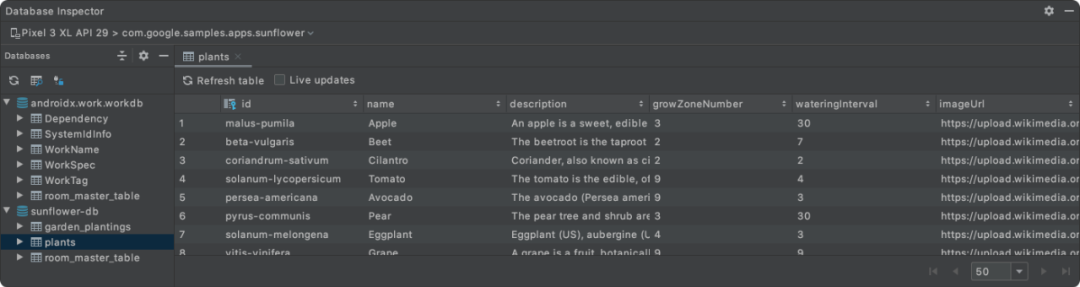 Database Inspector
Pixel 3 XL API 29 > com.google.samples.apps.sunflower
Databases
plants
Refresh table
Live updates
androidx.work.workdb
Dependency
SystemIdInfo
WorkName
WorkSpec
WorkTag
room_master_table
sunflower-db
garden_plantings
plants
room_master_table
id name description growZoneNumber wateringInterval imageUrl
1 malus-pumila Apple An apple is a sweet, edible 3 30 https://upload.wikimedia.or
2 beta-vulgaris Beet The beetroot is the taproot 2 7 https://upload.wikimedia.or
3 coriandrum-sativum Cilantro Coriander, also known as ci 2 2 https://upload.wikimedia.or
4 solanum-lycopersicum Tomato The tomato is the edible, of 9 4 https://upload.wikimedia.or
5 persea-americana Avocado The avocado (Persea ameri 9 3 https://upload.wikimedia.or
6 pyrus-communis Pear The pear tree and shrub are 3 30 https://upload.wikimedia.or
7 solanum-melongena Eggplant Eggplant (US), aubergine (U 4 3 https://upload.wikimedia.or
8 vitis-vinifera Grape A grape is a fruit, botanicall 9 9 https://upload.wikimedia.or
50